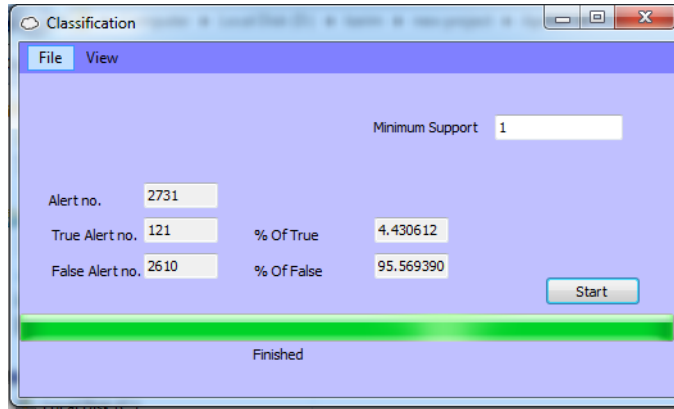 Classification
File View
Minimum Support 1
Alert no. 2731
True Alert no. 121 % Of True 4.430612
False Alert no. 2610 % Of False 95.569390
Start
Finished